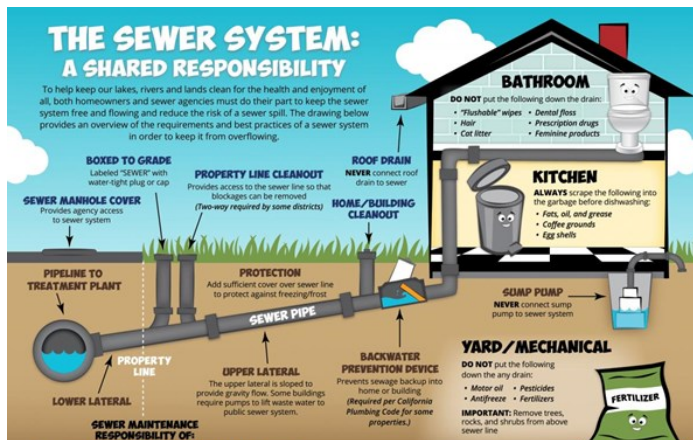 THE SEWER SYSTEM:
A SHARED RESPONSIBILITY
To help keep our lakes, rivers and lands clean for the health and enjoyment of
all, both homeowners and sewer agencies must do their part to keep the sewer
system free and flowing and reduce the risk of a sewer spill. The drawing below
provides an overview of the requirements and best practices of a sewer system
in order to keep it from overflowing.
BATHROOM
DO NOT put the following down the drain:
• "Flushable" wipes
• Hair
• Cat litter
• Dental floss
• Prescription drugs
• Feminine products
BOXED TO GRADE
Labeled "SEWER" with
water-tight plug or cap
PROPERTY LINE CLEANOUT
Provides access to the sewer line so that
blockages can be removed
(Two-way required by some districts)
ROOF DRAIN
NEVER connect roof
drain to sewer
KITCHEN
ALWAYS scrape the following into
the garbage before dishwashing:
• Fats, oil, and grease
• Coffee grounds
• Egg shells
SEWER MANHOLE COVER
Provides agency access
to sewer system
HOME/BUILDING
CLEANOUT
PIPELINE TO
TREATMENT PLANT
PROTECTION
Add sufficient cover over sewer line
to protect against freezing/frost
SEWER PIPE
SUMP PUMP
NEVER connect sump
pump to sewer system
PROPERTY
LINE
LOWER LATERAL
UPPER LATERAL
The upper lateral is sloped to
provide gravity flow. Some buildings
require pumps to lift waste water to
public sewer system.
BACKWATER
PREVENTION DEVICE
Prevents sewage backup into
home or building
(Required per California
Plumbing Code for some
properties.)
YARD/MECHANICAL
DO NOT put the following
down the any drain:
• Motor oil
• Antifreeze
• Pesticides
• Fertilizers
IMPORTANT: Remove trees,
rocks, and shrubs from above
sewer line
FERTILIZER
SEWER MAINTENANCE
RESPONSIBILITY OF: